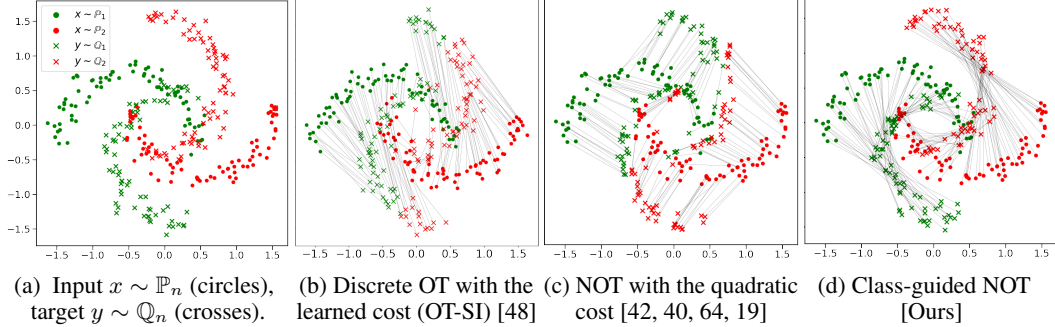 x ~ ℙ₁
x ~ ℙ₂
y ~ ℚ₁
y ~ ℚ₂
1.5
1.0
0.5
0.0
−0.5
−1.0
−1.5
−1.5 −1.0 −0.5 0.0 0.5 1.0 1.5
−1.5 −1.0 −0.5 0.0 0.5 1.0 1.5
−1.5 −1.0 −0.5 0.0 0.5 1.0 1.5
−1.5 −1.0 −0.5 0.0 0.5 1.0 1.5
(a) Input x ∼ ℙₙ (circles),
target y ∼ ℚₙ (crosses).
(b) Discrete OT with the
learned cost (OT-SI) [48]
(c) NOT with the quadratic
cost [42, 40, 64, 19]
(d) Class-guided NOT
[Ours]